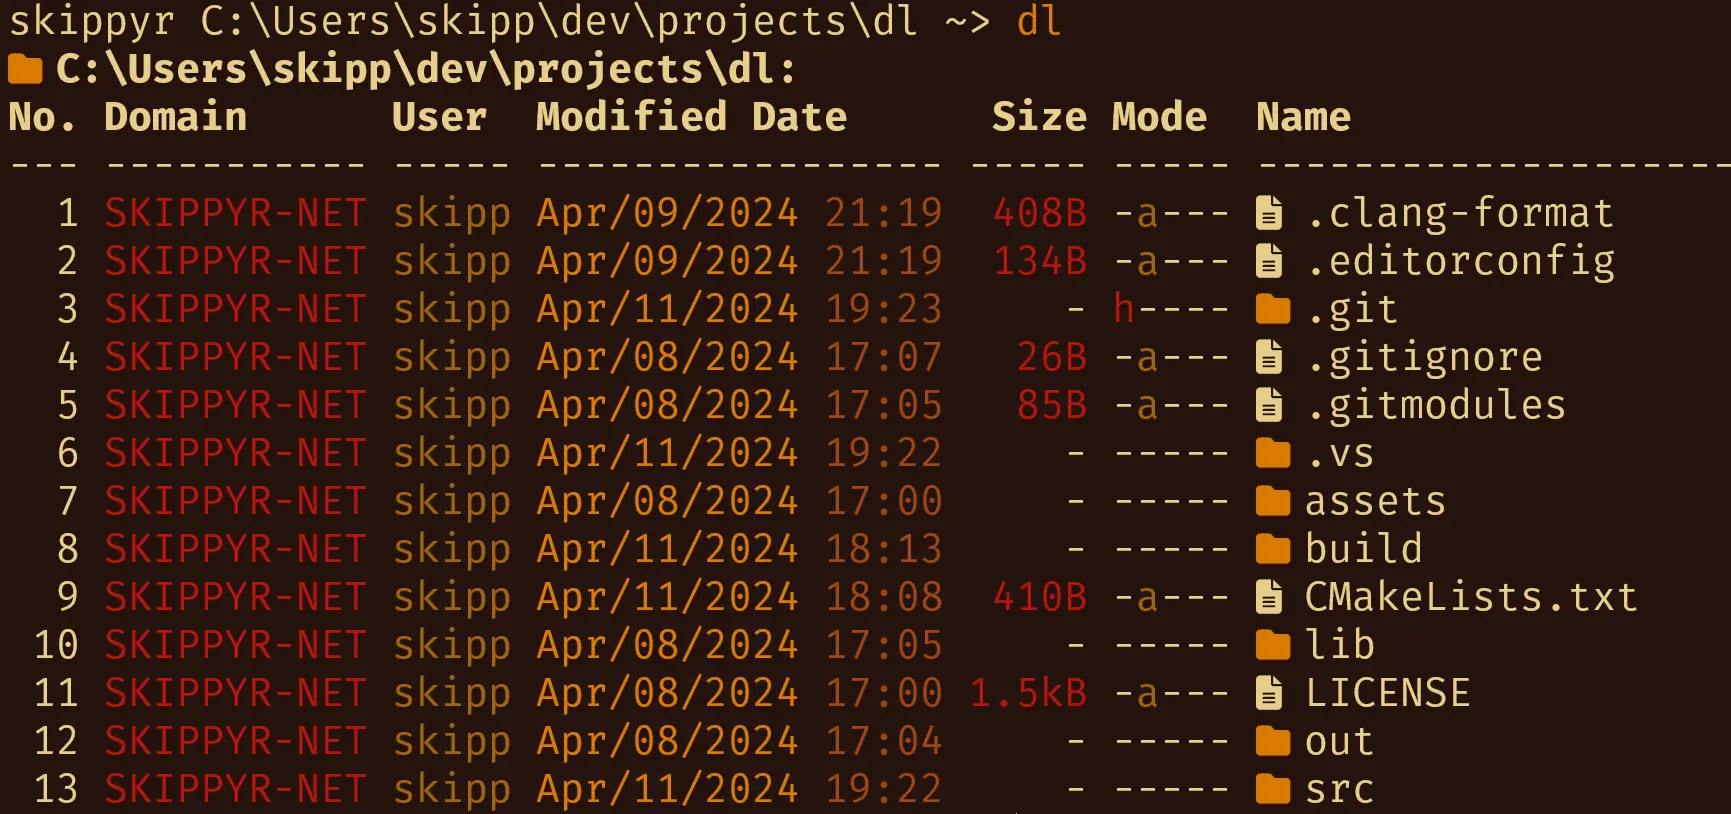 skippyr C:\Users\skipp\dev\projects\dl ~> dl
C:\Users\skipp\dev\projects\dl:
No. Domain      User  Modified Date      Size Mode  Name
--- ----------- ----- ----------------- ----- ----- --------------------
  1 SKIPPYR-NET skipp Apr/09/2024 21:19  408B -a--- .clang-format
  2 SKIPPYR-NET skipp Apr/09/2024 21:19  134B -a--- .editorconfig
  3 SKIPPYR-NET skipp Apr/11/2024 19:23     - h---- .git
  4 SKIPPYR-NET skipp Apr/08/2024 17:07   26B -a--- .gitignore
  5 SKIPPYR-NET skipp Apr/08/2024 17:05   85B -a--- .gitmodules
  6 SKIPPYR-NET skipp Apr/11/2024 19:22     - ----- .vs
  7 SKIPPYR-NET skipp Apr/08/2024 17:00     - ----- assets
  8 SKIPPYR-NET skipp Apr/11/2024 18:13     - ----- build
  9 SKIPPYR-NET skipp Apr/11/2024 18:08  410B -a--- CMakeLists.txt
 10 SKIPPYR-NET skipp Apr/08/2024 17:05     - ----- lib
 11 SKIPPYR-NET skipp Apr/08/2024 17:00 1.5kB -a--- LICENSE
 12 SKIPPYR-NET skipp Apr/08/2024 17:04     - ----- out
 13 SKIPPYR-NET skipp Apr/11/2024 19:22     - ----- src